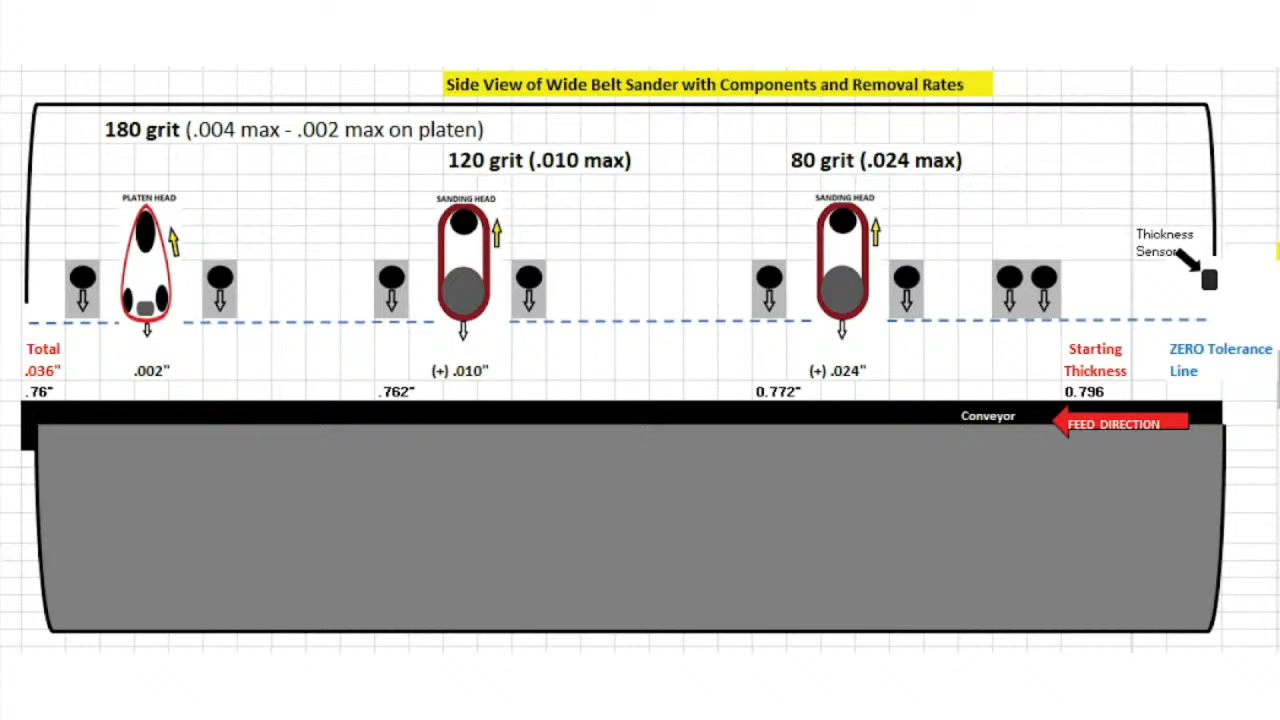 Side View of Wide Belt Sander with Components and Removal Rates
180 grit (.004 max - .002 max on platen)
120 grit (.010 max)
80 grit (.024 max)
PLATEN HEAD
SANDING HEAD
SANDING HEAD
Thickness
Sensor
Total
.036"
.76"
.002"
(+) .010"
.762"
(+) .024"
0.772"
Starting
Thickness
0.796
ZERO Tolerance
Line
Conveyor
FEED DIRECTION